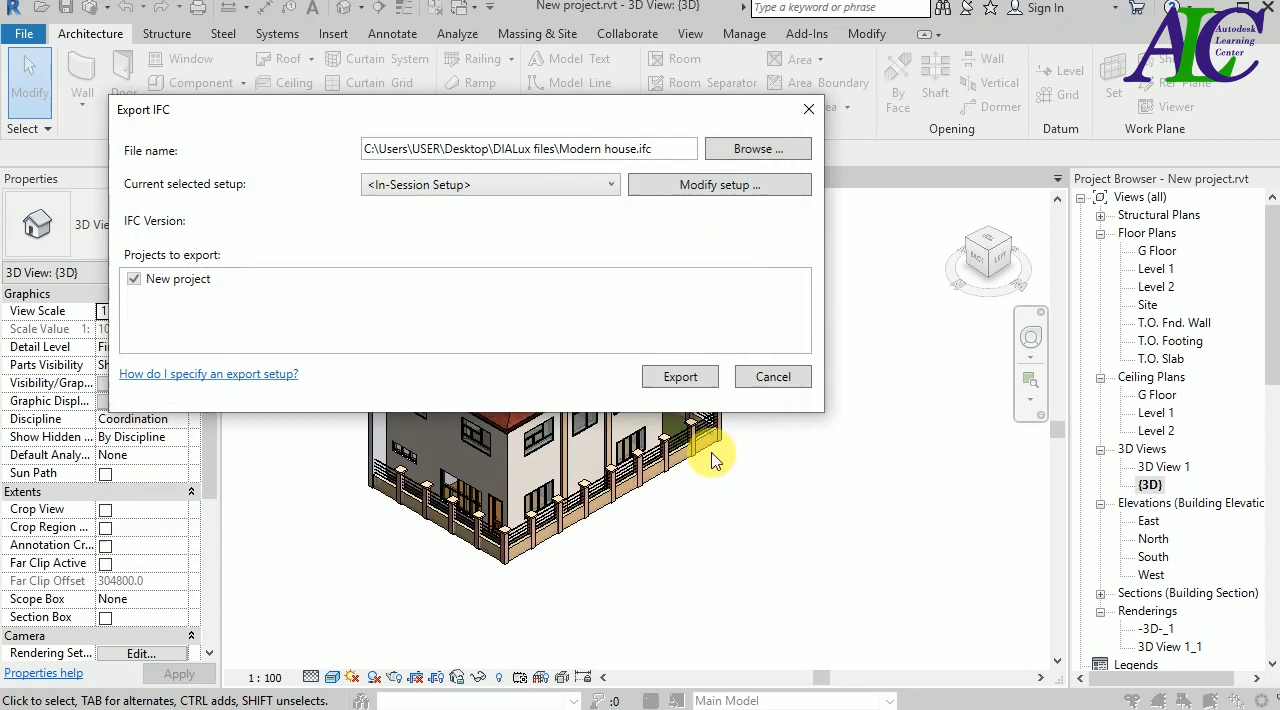 New project.rvt - 3D View: {3D}
Type a keyword or phrase
Sign In
AIC
Autodesk
Learning
Center
File
Architecture
Structure
Steel
Systems
Insert
Annotate
Analyze
Site
Collaborate
View
Manage
Add-Ins
Modify
Modify
Select
Wall
Door
Window
Component
Roof
Ceiling
Curtain System
Curtain Grid
Railing
Model Text
Model Line
Room
Room Separator
Area
Area Boundary
By
Face
Shaft
Wall
Vertical
Dormer
Opening
Level
Grid
Datum
Set
Viewer
Work Plane
Properties
3D View: {3D}
Graphics
View Scale
Scale Value 1:
Detail Level
Parts Visibility
Visibility/Grap...
Graphic Displ...
Discipline Coordination
Show Hidden ... By Discipline
Default Analy... None
Sun Path
Extents
Crop View
Crop Region ...
Annotation Cr...
Far Clip Active
Far Clip Offset 304800.0
Scope Box None
Section Box
Camera
Rendering Set... Edit...
Properties help
Apply
Export IFC
File name:
C:\Users\USER\Desktop\DIALux files\Modern house.ifc
Browse ...
Current selected setup:
<In-Session Setup>
Modify setup ...
IFC Version:
Projects to export:
New project
How do I specify an export setup?
Export
Cancel
BACK
LEFT
Project Browser - New project.rvt
Views (all)
Structural Plans
Floor Plans
G Floor
Level 1
Level 2
Site
T.O. Fnd. Wall
T.O. Footing
T.O. Slab
Ceiling Plans
G Floor
Level 1
Level 2
3D Views
3D View 1
{3D}
Elevations (Building Elevatic
East
North
South
West
Sections (Building Section)
Renderings
-3D-_1
3D View 1_1
Legends
1 : 100
Click to select, TAB for alternates, CTRL adds, SHIFT unselects.
:0
Main Model